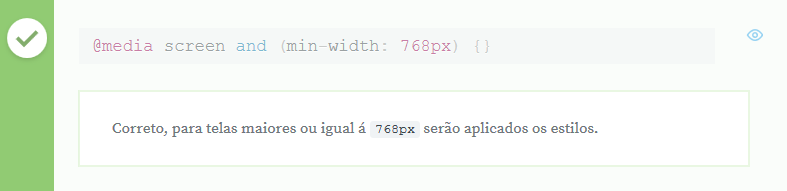 @media screen and (min-width: 768px) {}
Correto, para telas maiores ou igual á 768px serão aplicados os estilos.